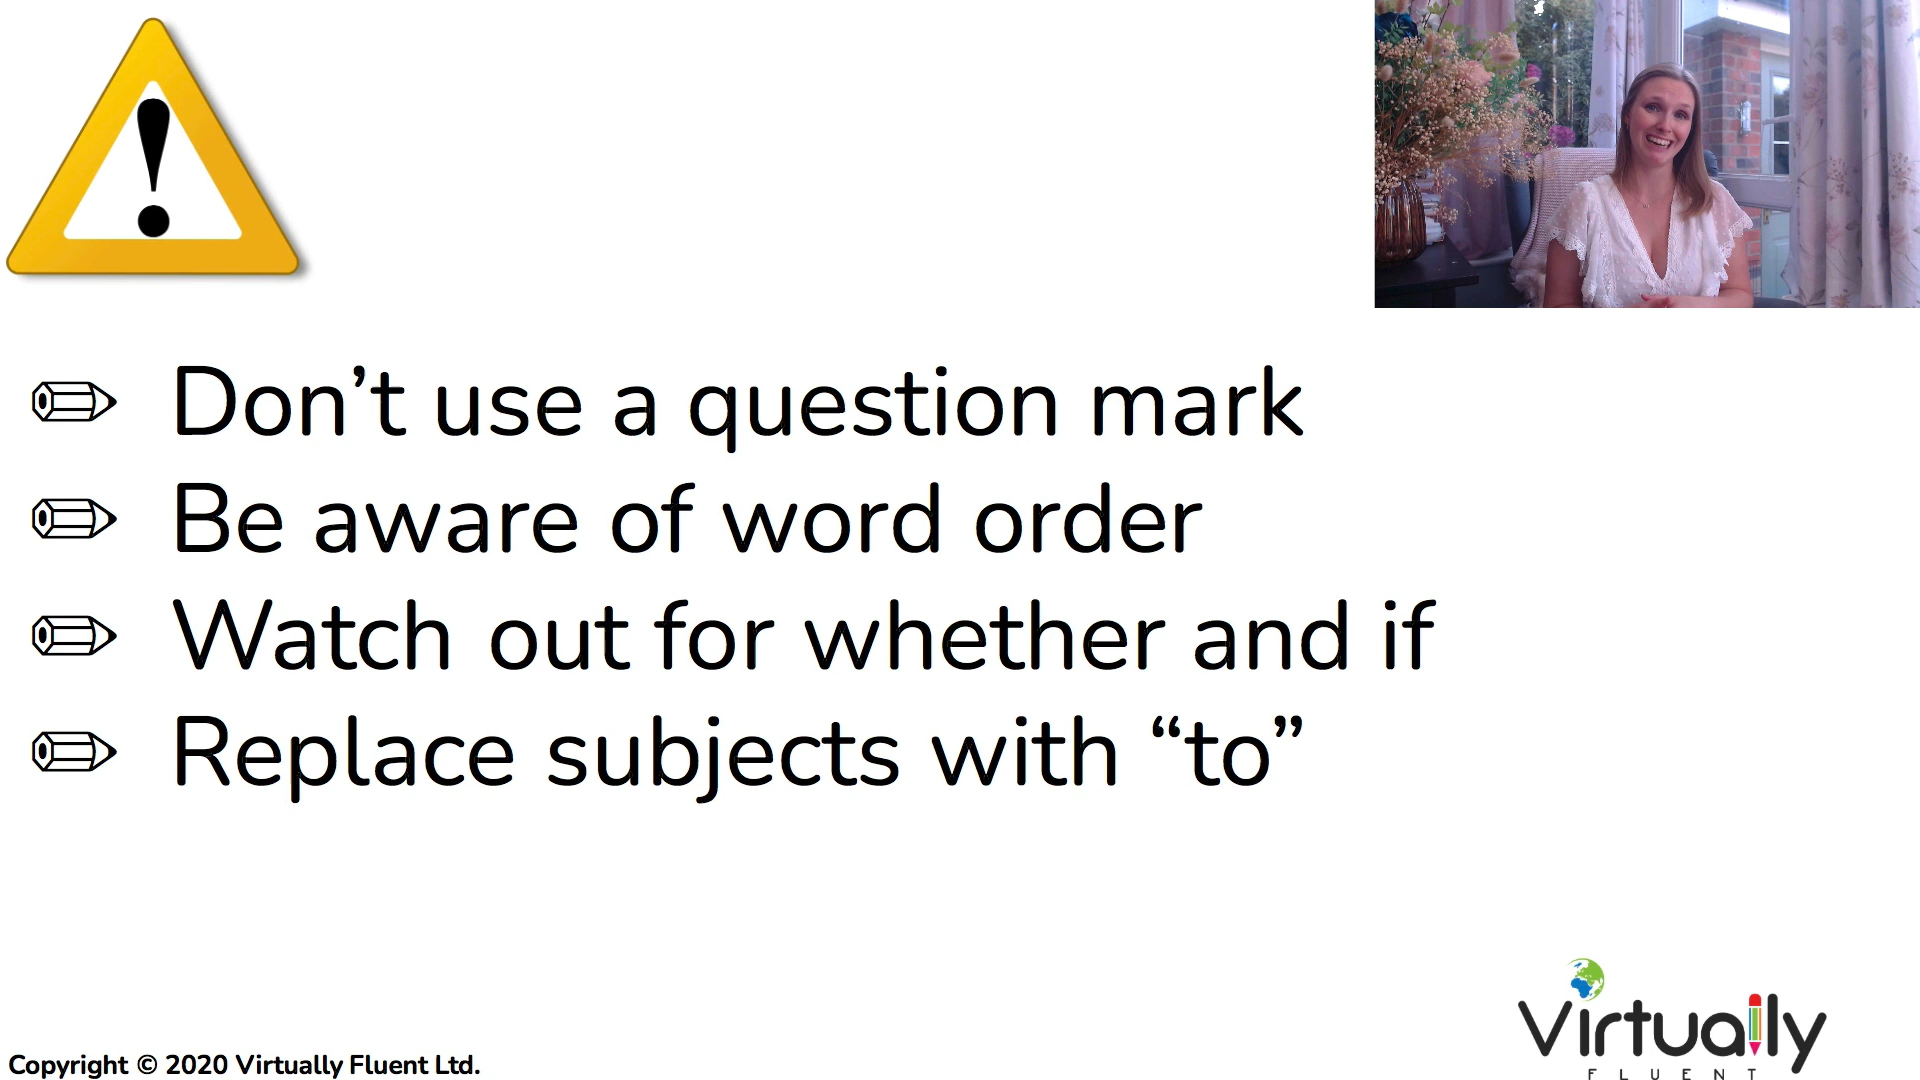 Don’t use a question mark
Be aware of word order
Watch out for whether and if
Replace subjects with “to”
Virtually
FLUENT
Copyright © 2020 Virtually Fluent Ltd.